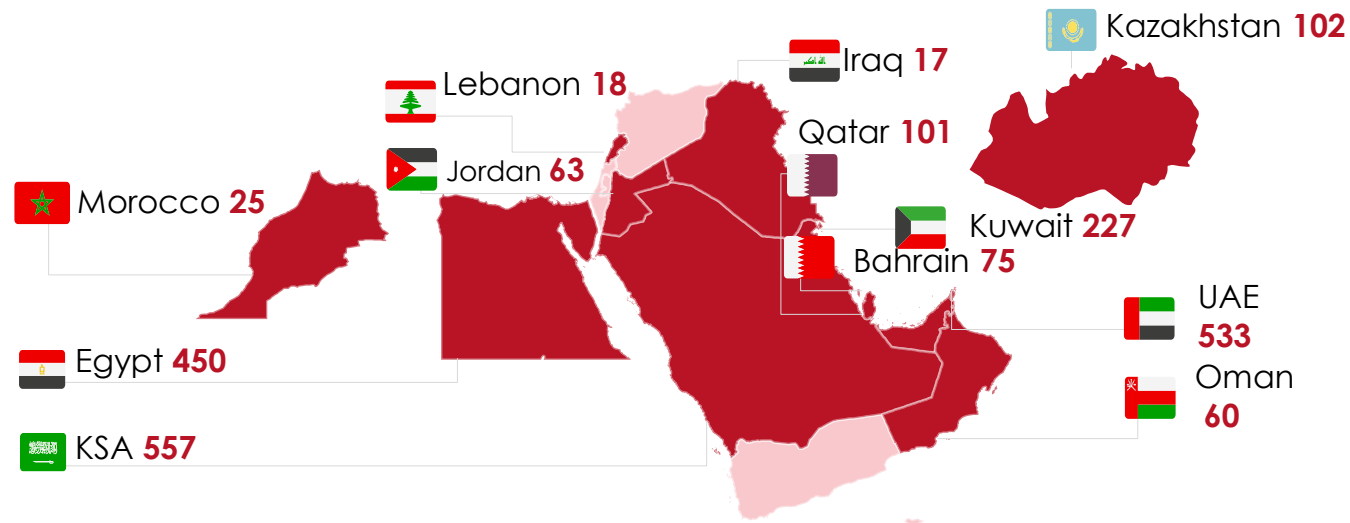 Kazakhstan 102
Iraq 17
Lebanon 18
Qatar 101
Jordan 63
Morocco 25
Kuwait 227
Bahrain 75
UAE
533
Egypt 450
Oman
60
KSA 557